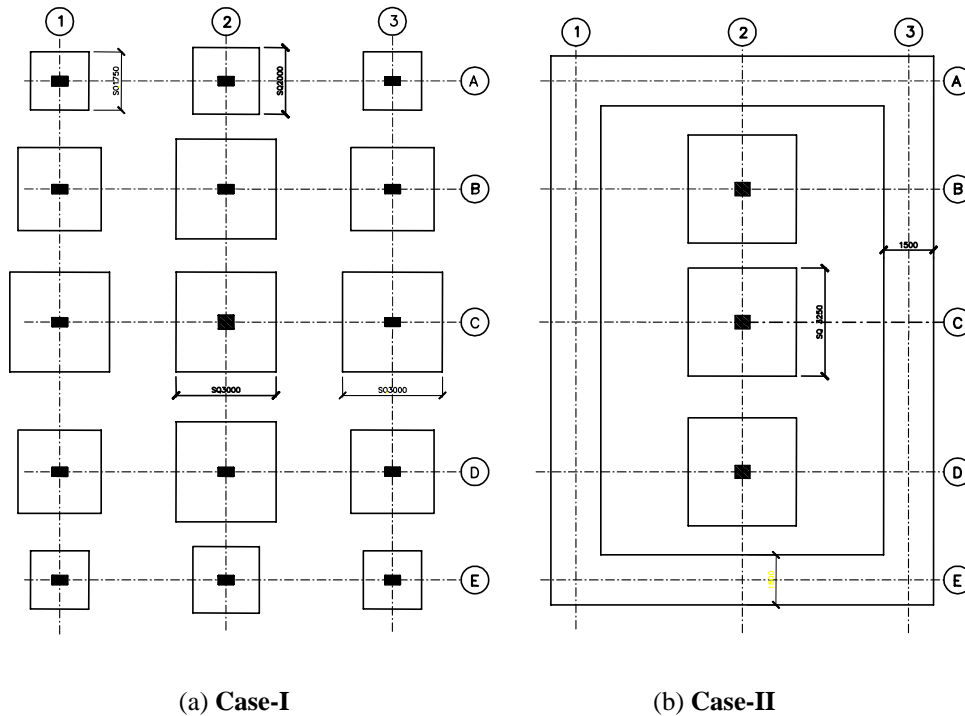 1 2 3
SQ1750
SQ2000
A
B
C
SQ3000
SQ3000
D
E
1 2 3
A
B
1500
C
SQ 3250
D
E
(a) Case-I
(b) Case-II